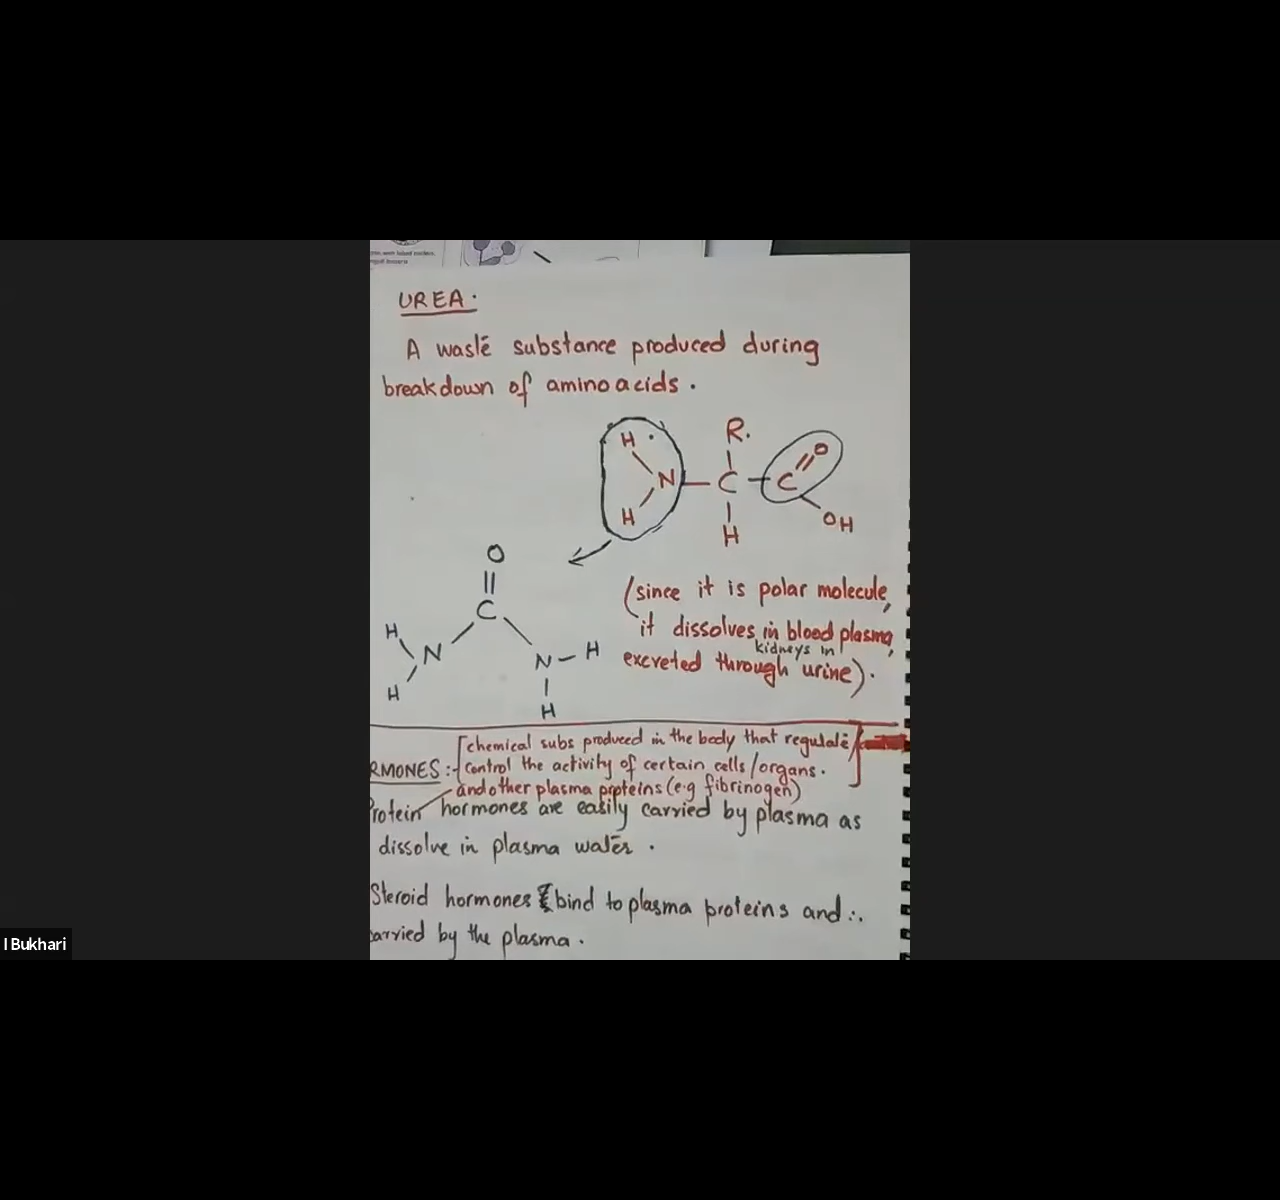 UREA.
A waste substance produced during
breakdown of amino acids.
R.
H
N
C
C
O
H
H
OH
O
C
H
N
N
H
H
H
(since it is polar molecule,
it dissolves in blood plasma,
kidneys in
excreted through urine).
chemical subs produced in the body that regulate/
RMONES:- control the activity of certain cells/organs.
and other plasma proteins (e.g fibrinogen)
Protein hormones are easily carried by plasma as
dissolve in plasma water.
Steroid hormones bind to plasma proteins and ∴
carried by the plasma.
I Bukhari